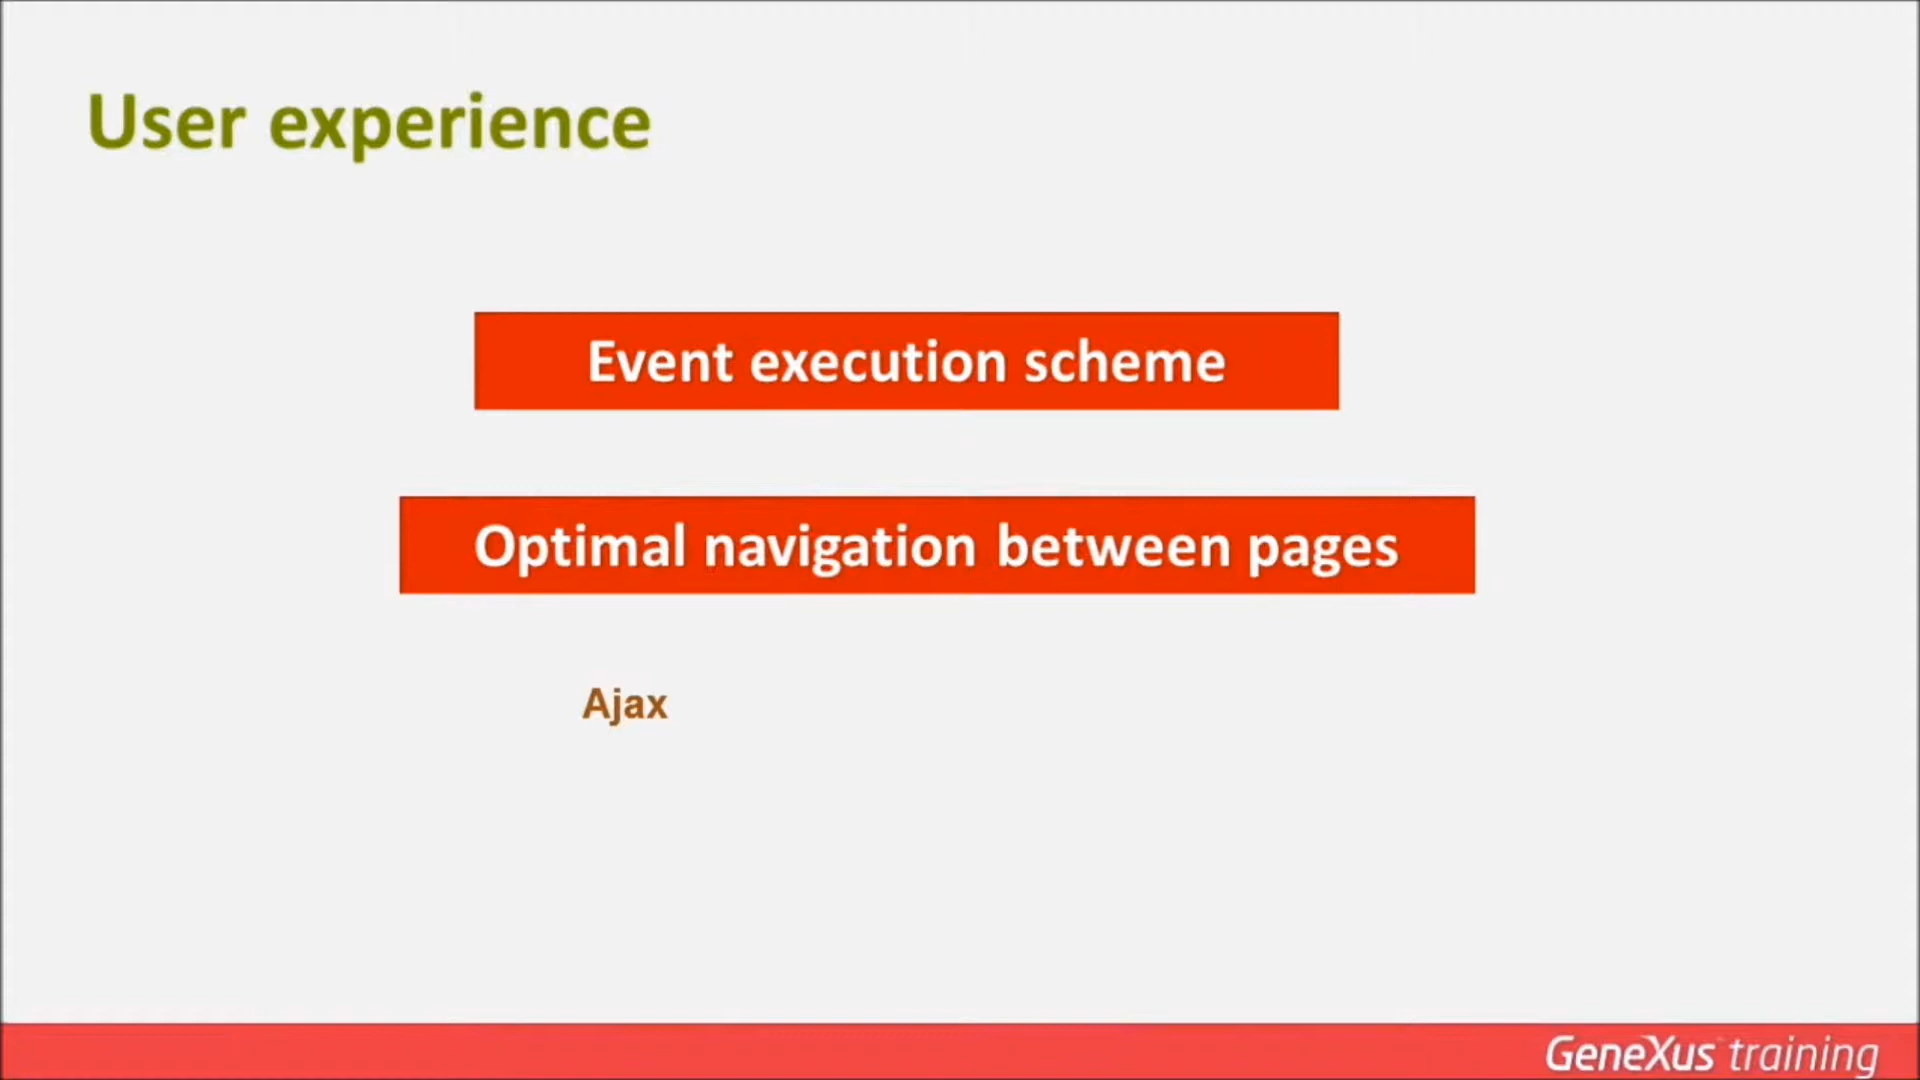 User experience
Event execution scheme
Optimal navigation between pages
Ajax
GeneXus training